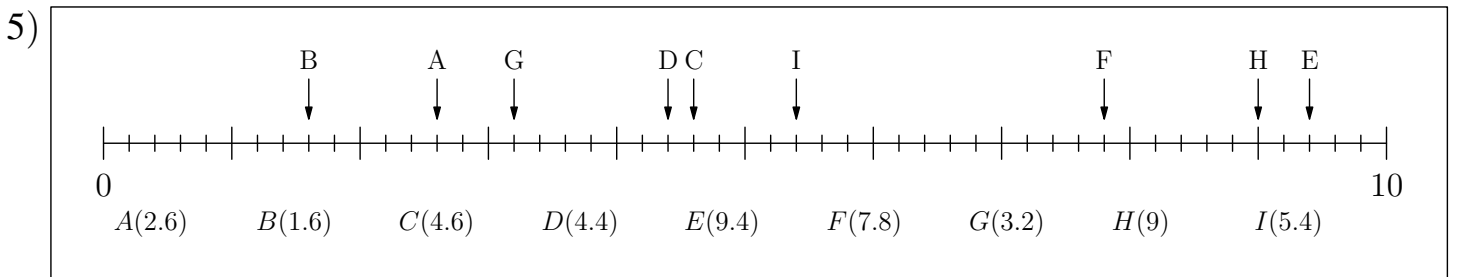 5)
B A G D C I F H E
0 10
A(2.6) B(1.6) C(4.6) D(4.4) E(9.4) F(7.8) G(3.2) H(9) I(5.4)